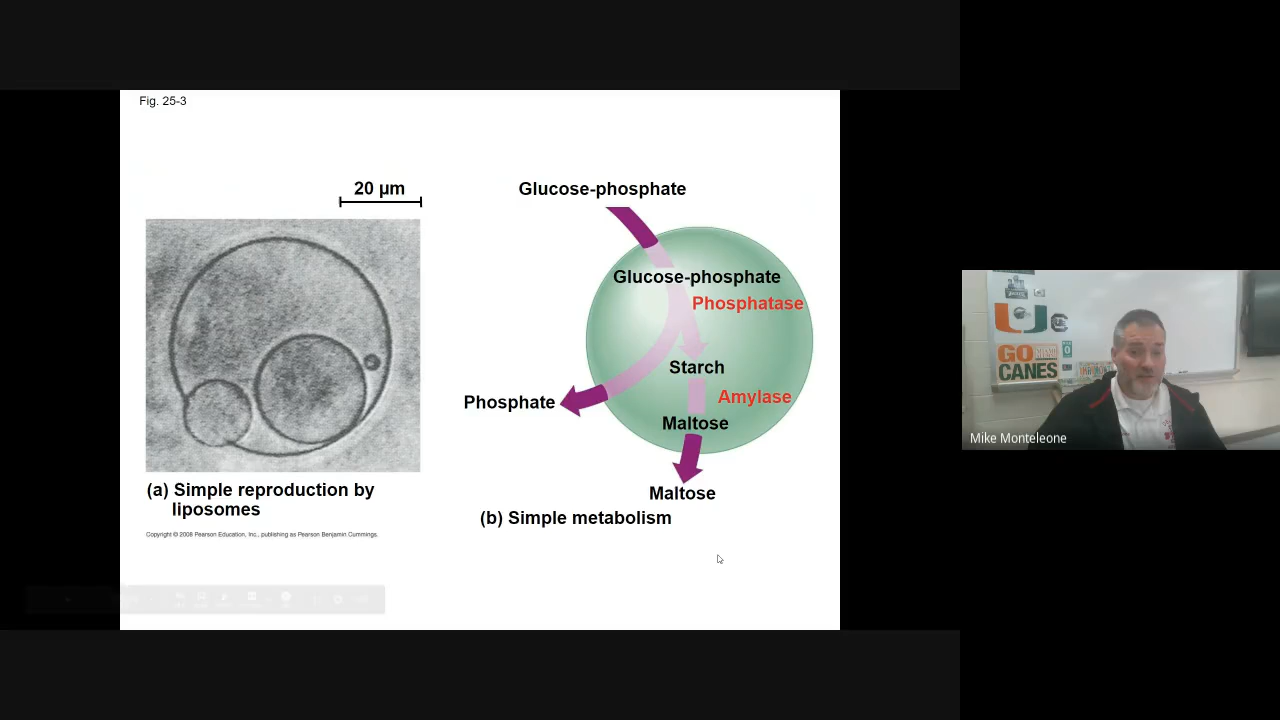 Fig. 25-3
20 µm
Glucose-phosphate
Glucose-phosphate
Phosphatase
Starch
Phosphate
Amylase
Maltose
Maltose
(a) Simple reproduction by
liposomes
(b) Simple metabolism
Copyright © 2008 Pearson Education, Inc., publishing as Pearson Benjamin Cummings.
U
GO
CANES
Mike Monteleone